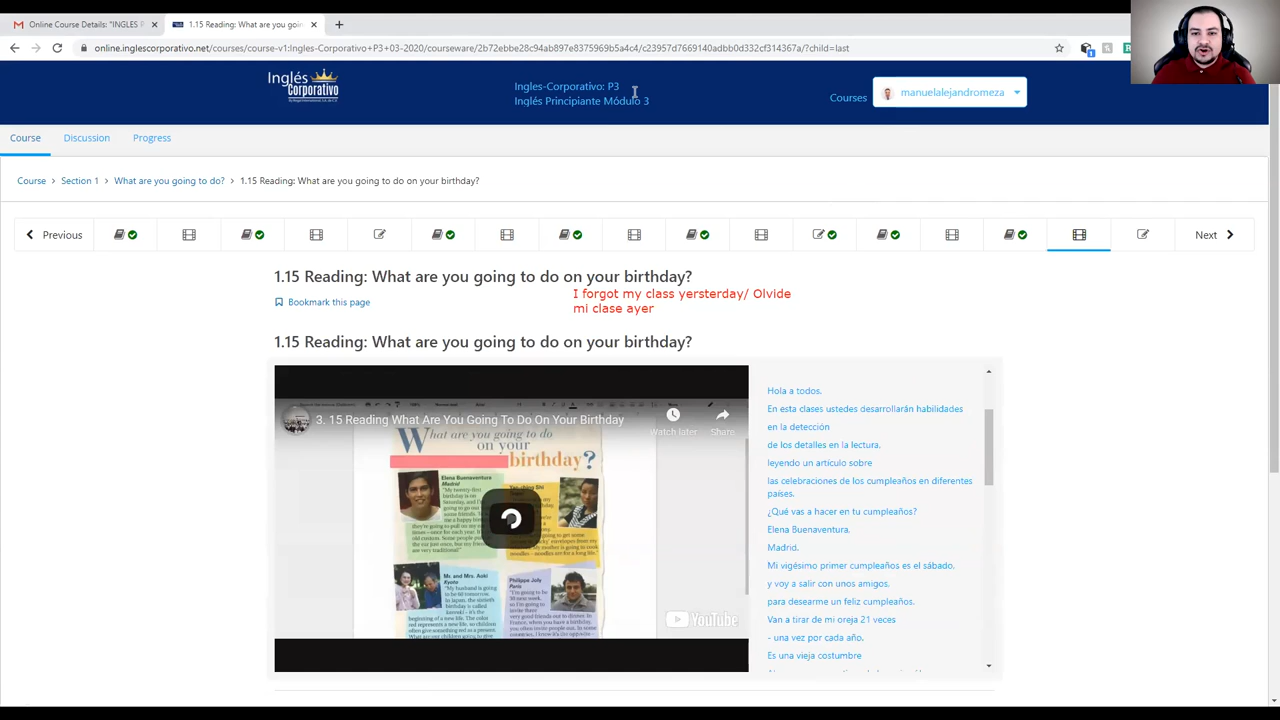 Online Course Details: "INGLES P
1.15 Reading: What are you goin
online.inglescorporativo.net/courses/course-v1:Ingles-Corporativo+P3+03-2020/courseware/2b72ebbe28c94ab897e8375969b5a4c4/c23957d7669140adbb0d332cf314367a/?child=last
Inglés
Corporativo
Ingles-Corporativo: P3
Inglés Principiante Módulo 3
Courses
manuelalejandromeza
Course
Discussion
Progress
Course > Section 1 > What are you going to do? > 1.15 Reading: What are you going to do on your birthday?
Previous
Next
1.15 Reading: What are you going to do on your birthday?
I forgot my class yersterday/ Olvide
mi clase ayer
Bookmark this page
1.15 Reading: What are you going to do on your birthday?
3. 15 Reading What Are You Going To Do On Your Birthday
Watch later
Share
What are you going to do
on your
birthday?
Elena Buenaventura
Madrid
Mr. and Mrs. Aoki
Kyoto
Philippe Joly
Paris
YouTube
Hola a todos.
En esta clases ustedes desarrollarán habilidades
en la detección
de los detalles en la lectura,
leyendo un artículo sobre
las celebraciones de los cumpleaños en diferentes
países.
¿Qué vas a hacer en tu cumpleaños?
Elena Buenaventura.
Madrid.
Mi vigésimo primer cumpleaños es el sábado,
y voy a salir con unos amigos.
para desearme un feliz cumpleaños.
Van a tirar de mi oreja 21 veces
- una vez por cada año,
Es una vieja costumbre